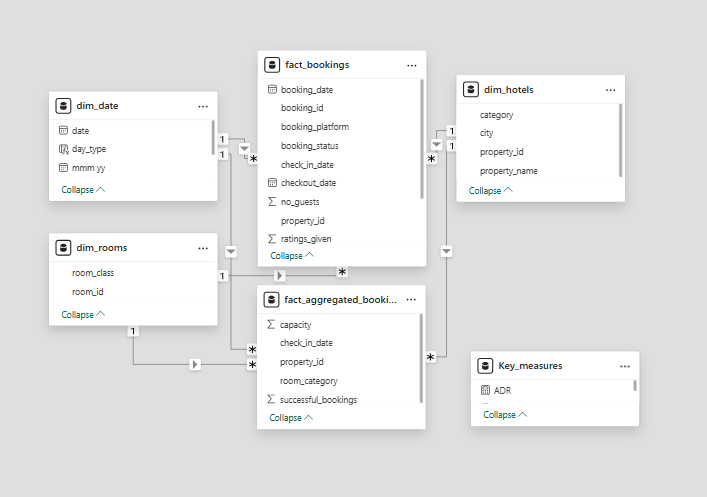 dim_date
date
day_type
mmm yy
Collapse
fact_bookings
booking_date
booking_id
booking_platform
booking_status
check_in_date
checkout_date
no_guests
property_id
ratings_given
Collapse
dim_hotels
category
city
property_id
property_name
Collapse
dim_rooms
room_class
room_id
Collapse
fact_aggregated_booki...
capacity
check_in_date
property_id
room_category
successful_bookings
Collapse
Key_measures
ADR
Collapse
1
*
1
1
*
1
1
*
1
*
*
*